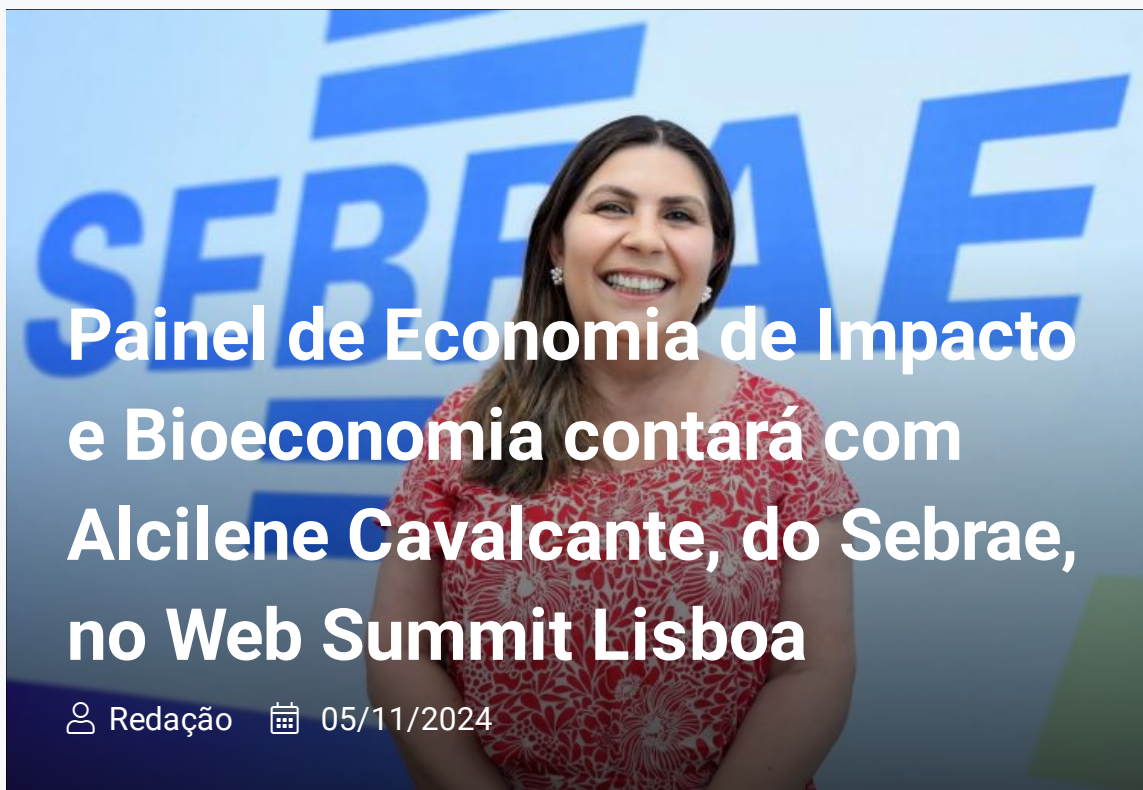 SEBRAE
Painel de Economia de Impacto
e Bioeconomia contará com
Alcilene Cavalcante, do Sebrae,
no Web Summit Lisboa
Redação 05/11/2024